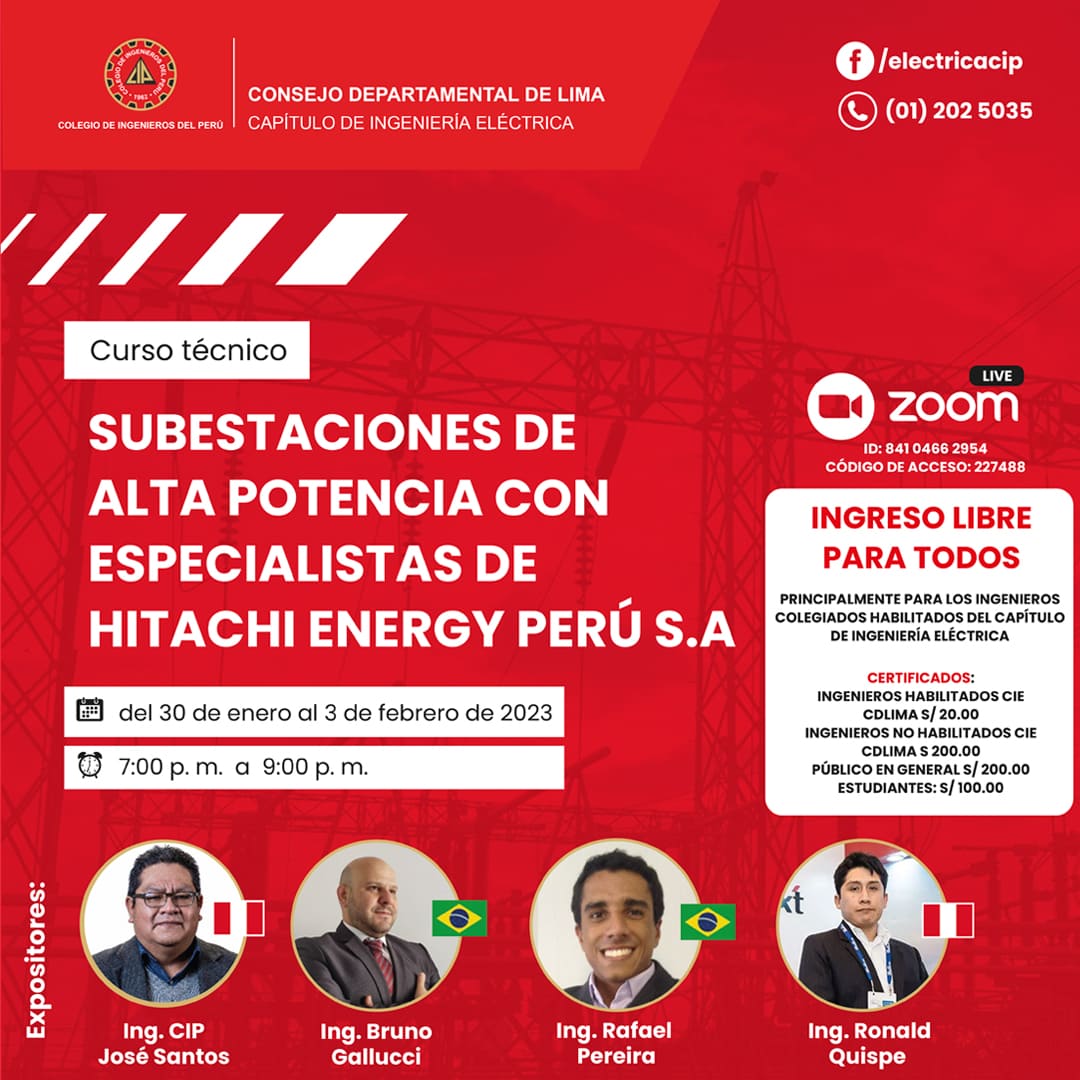 COLEGIO DE INGENIEROS DEL PERÚ
1962
COLEGIO DE INGENIEROS DEL PERÚ
CONSEJO DEPARTAMENTAL DE LIMA
CAPÍTULO DE INGENIERÍA ELÉCTRICA
/electricacip
(01) 202 5035
Curso técnico
SUBESTACIONES DE
ALTA POTENCIA CON
ESPECIALISTAS DE
HITACHI ENERGY PERÚ S.A
del 30 de enero al 3 de febrero de 2023
7:00 p. m. a 9:00 p. m.
LIVE
zoom
ID: 841 0466 2954
CÓDIGO DE ACCESO: 227488
INGRESO LIBRE
PARA TODOS
PRINCIPALMENTE PARA LOS INGENIEROS
COLEGIADOS HABILITADOS DEL CAPÍTULO
DE INGENIERÍA ELÉCTRICA
CERTIFICADOS:
INGENIEROS HABILITADOS CIE
CDLIMA S/ 20.00
INGENIEROS NO HABILITADOS CIE
CDLIMA S 200.00
PÚBLICO EN GENERAL S/ 200.00
ESTUDIANTES: S/ 100.00
Expositores:
Ing. CIP
José Santos
Ing. Bruno
Gallucci
Ing. Rafael
Pereira
Ing. Ronald
Quispe